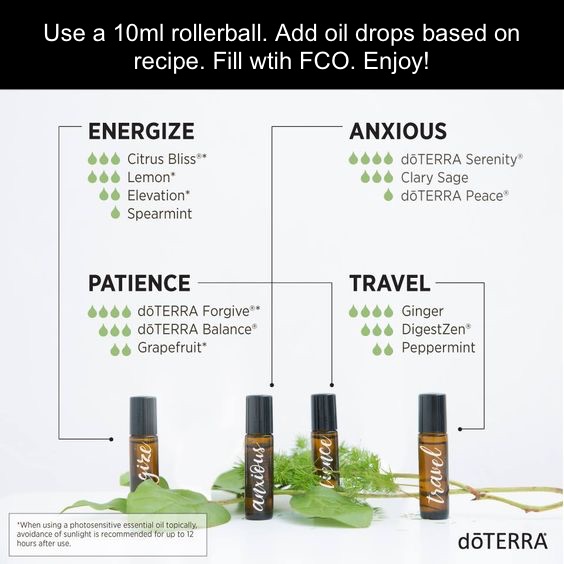 Use a 10ml rollerball. Add oil drops based on
recipe. Fill wtih FCO. Enjoy!
ENERGIZE
Citrus Bliss®*
Lemon*
Elevation*
Spearmint
ANXIOUS
dōTERRA Serenity®
Clary Sage
dōTERRA Peace®
PATIENCE
dōTERRA Forgive®*
dōTERRA Balance®
Grapefruit*
TRAVEL
Ginger
DigestZen®
Peppermint
gize
anxious
ience
travel
*When using a photosensitive essential oil topically,
avoidance of sunlight is recommended for up to 12
hours after use.
dōTERRA